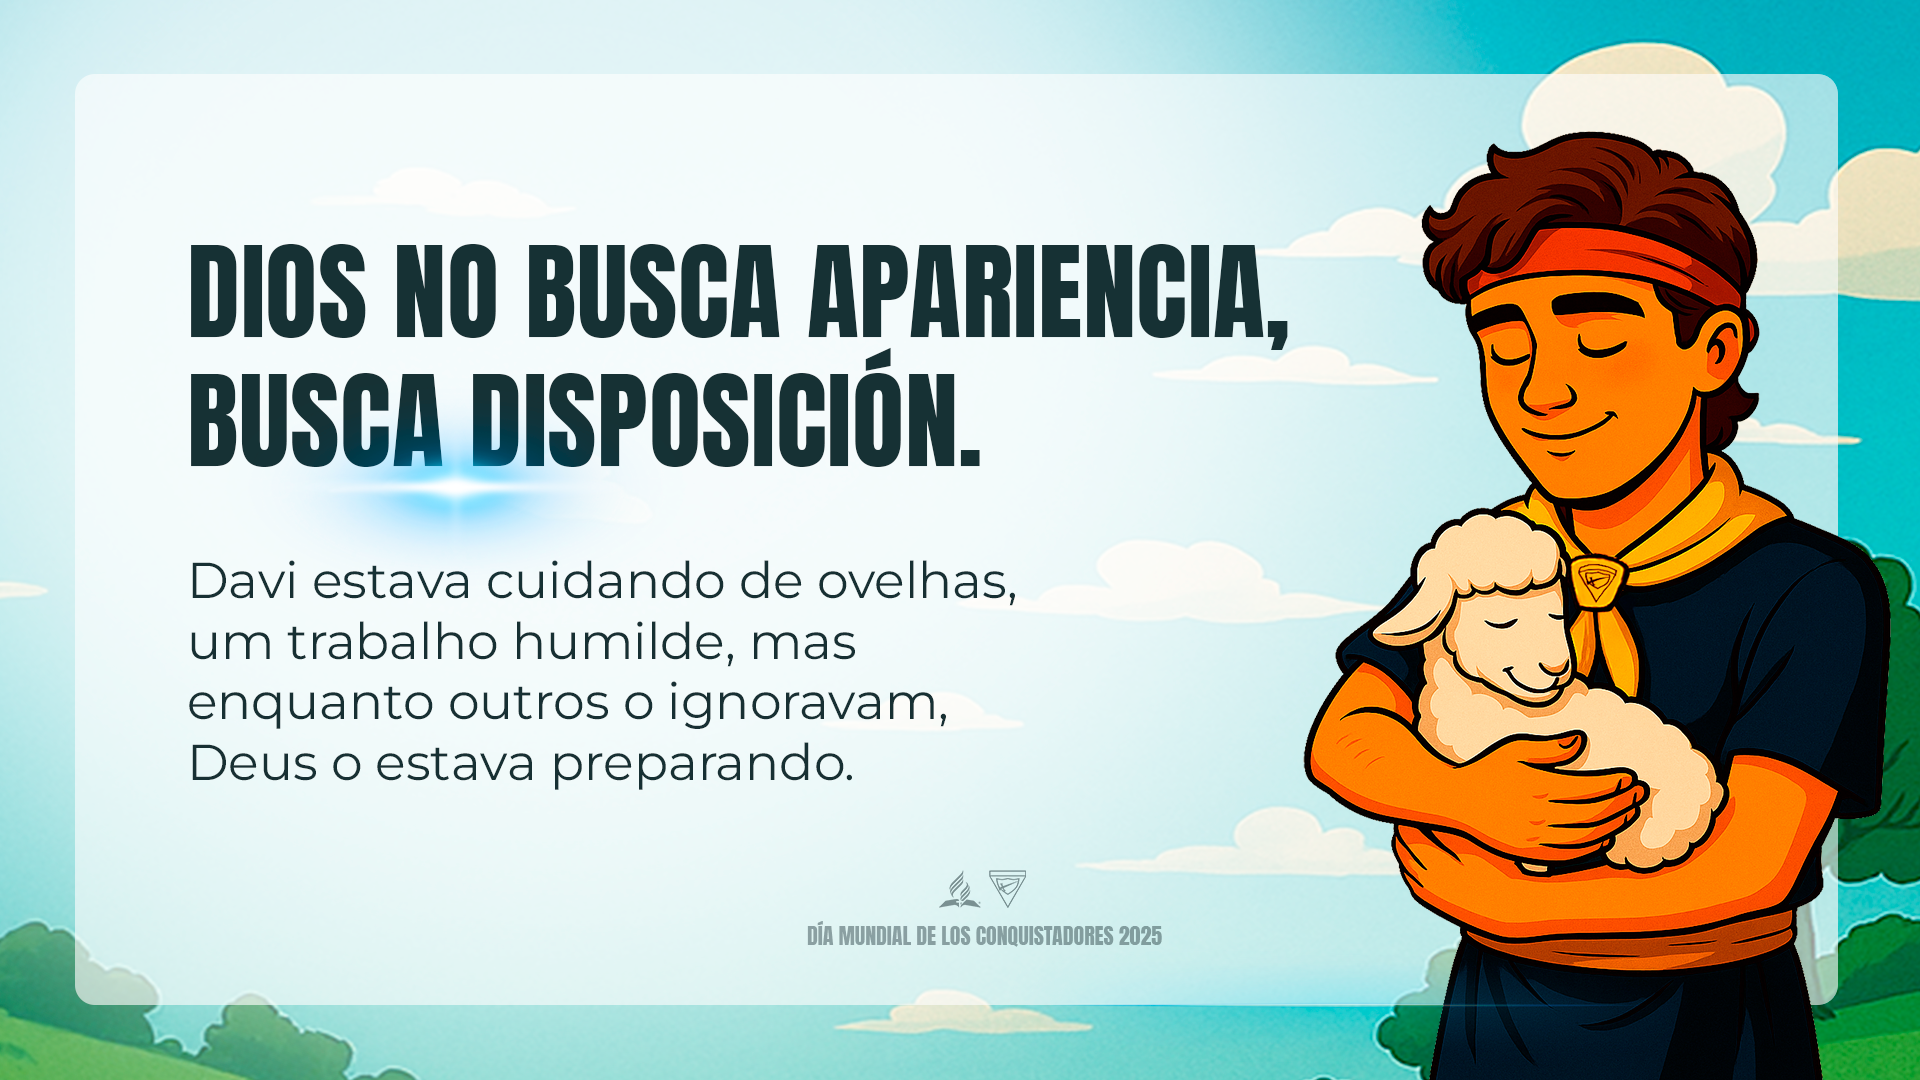 DIOS NO BUSCA APARIENCIA,
BUSCA DISPOSICIÓN.
Davi estava cuidando de ovelhas,
um trabalho humilde, mas
enquanto outros o ignoravam,
Deus o estava preparando.
DÍA MUNDIAL DE LOS CONQUISTADORES 2025